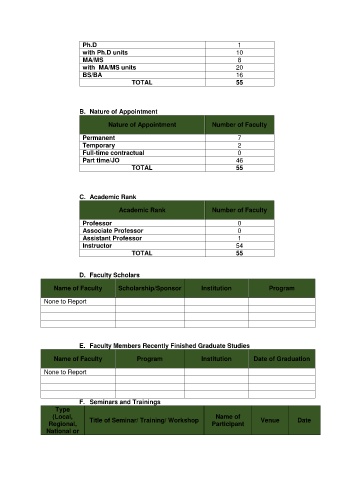 Ph.D 1
with Ph.D units 10
MA/MS 8
with MA/MS units 20
BS/BA 16
TOTAL 55
B. Nature of Appointment
Nature of Appointment Number of Faculty
Permanent 7
Temporary 2
Full-time contractual 0
Part time/JO 46
TOTAL 55
C. Academic Rank
Academic Rank Number of Faculty
Professor 0
Associate Professor 0
Assistant Professor 1
Instructor 54
TOTAL 55
D. Faculty Scholars
Name of Faculty Scholarship/Sponsor Institution Program
None to Report
E. Faculty Members Recently Finished Graduate Studies
Name of Faculty Program Institution Date of Graduaiton
None to Report
F. Seminars and Trainings
Type
(Local,
Regional,
National or
Title of Seminar/ Training/ Workshop
Name of
Participant
Venue
Date